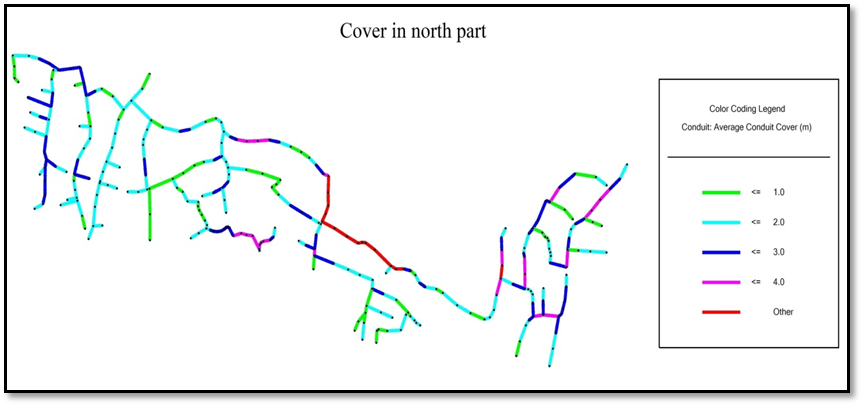 Cover in north part
Color Coding Legend
Conduit: Average Conduit Cover (m)
<= 1.0
<= 2.0
<= 3.0
<= 4.0
Other